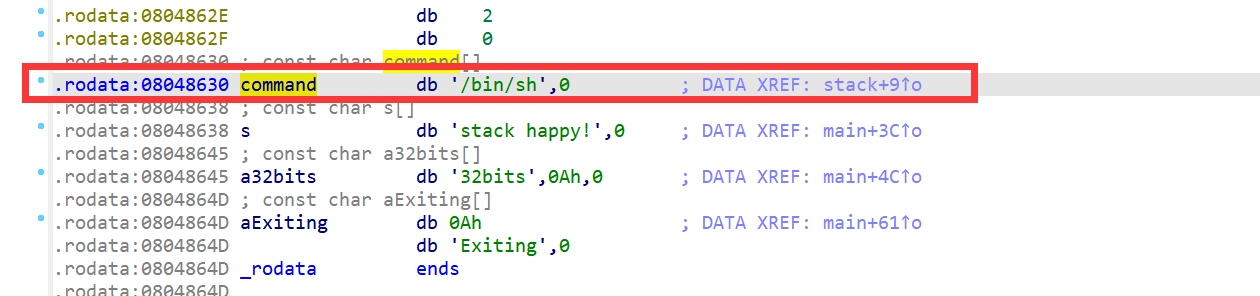 .rodata:0804862E db 2
.rodata:0804862F db 0
.rodata:08048630 ; const char command[]
.rodata:08048630 command db '/bin/sh',0 ; DATA XREF: stack+9↑o
.rodata:08048638 ; const char s[]
.rodata:08048638 s db 'stack happy!',0 ; DATA XREF: main+3C↑o
.rodata:08048645 ; const char a32bits[]
.rodata:08048645 a32bits db '32bits',0Ah,0 ; DATA XREF: main+4C↑o
.rodata:0804864D ; const char aExiting[]
.rodata:0804864D aExiting db 0Ah ; DATA XREF: main+61↑o
.rodata:0804864D db 'Exiting',0
.rodata:0804864D _rodata ends
.rodata:0804864D